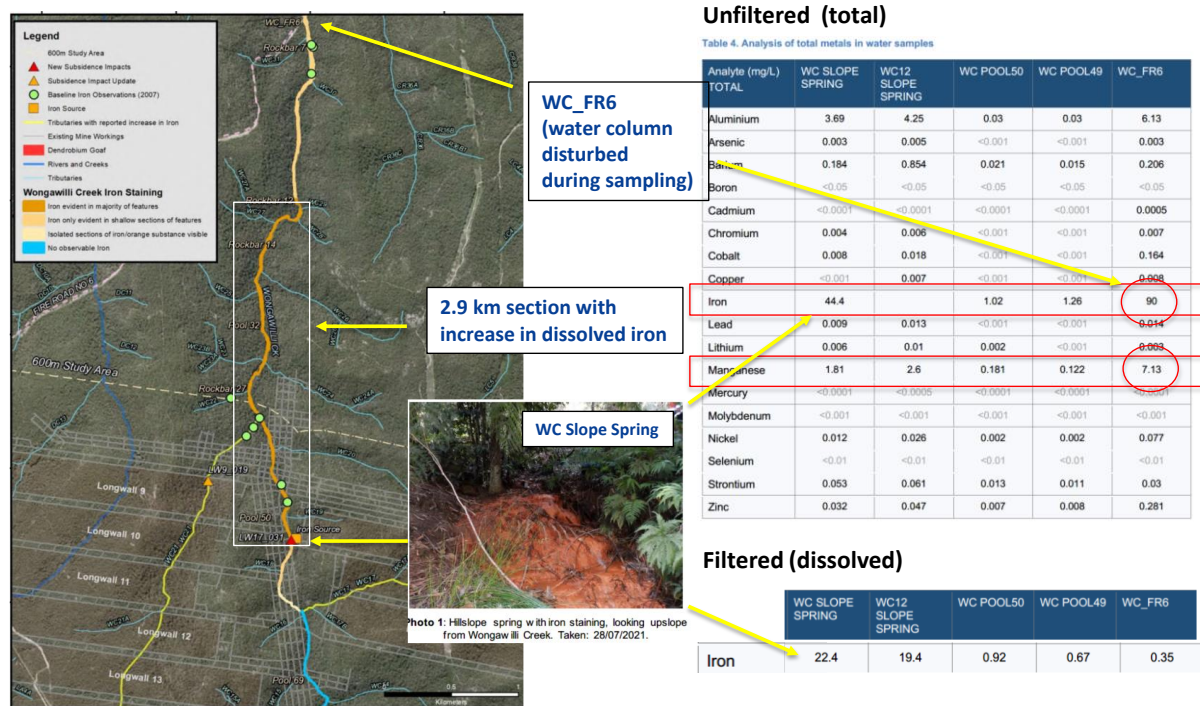 Legend
600m Study Area
New Subsidence Impacts
Subsidence Impact Update
Baseline Iron Observations (2007)
Iron Source
Tributaries with reported increase in Iron
Existing Mine Workings
Dendrobium Goaf
Rivers and Creeks
Tributaries
Wongawilli Creek Iron Staining
Iron evident in majority of features
Iron only evident in shallow sections of features
Isolated sections of iron/orange substance visible
No observable Iron
WC_FR6
Rockbar 7
Rockbar 12
Rockbar 14
WONGAWILLI CK
FIRE ROAD NO 6
Pool 32
600m Study Area
Rockbar 27
LW9_019
Longwall 9
Pool 50
Iron Source
LW17_031
Longwall 10
Longwall 11
Longwall 12
Longwall 13
WC21
WC17
WC17
Pool 69
0.5
1
Kilometers
WC_FR6
(water column
disturbed
during sampling)
2.9 km section with
increase in dissolved iron
WC Slope Spring
Photo 1: Hillslope spring with iron staining, looking upslope
from Wongawilli Creek. Taken: 28/07/2021.
Unfiltered (total)
Table 4. Analysis of total metals in water samples
Analyte (mg/L) TOTAL WC SLOPE SPRING WC12 SLOPE SPRING WC POOL50 WC POOL49 WC_FR6
Aluminium 3.69 4.25 0.03 0.03 6.13
Arsenic 0.003 0.005 <0.001 <0.001 0.003
Barium 0.184 0.854 0.021 0.015 0.206
Boron <0.05 <0.05 <0.05 <0.05 <0.05
Cadmium <0.0001 <0.0001 <0.0001 <0.0001 0.0005
Chromium 0.004 0.006 <0.001 <0.001 0.007
Cobalt 0.008 0.018 <0.001 <0.001 0.164
Copper <0.001 0.007 <0.001 <0.001 0.008
Iron 44.4 1.02 1.26 90
Lead 0.009 0.013 <0.001 <0.001 0.014
Lithium 0.006 0.01 0.002 <0.001 0.003
Manganese 1.81 2.6 0.181 0.122 7.13
Mercury <0.0001 <0.0005 <0.0001 <0.0001 <0.0001
Molybdenum <0.001 <0.001 <0.001 <0.001 <0.001
Nickel 0.012 0.026 0.002 0.002 0.077
Selenium <0.01 <0.01 <0.01 <0.01 <0.01
Strontium 0.053 0.061 0.013 0.011 0.03
Zinc 0.032 0.047 0.007 0.008 0.281
Filtered (dissolved)
WC SLOPE SPRING WC12 SLOPE SPRING WC POOL50 WC POOL49 WC_FR6
Iron 22.4 19.4 0.92 0.67 0.35